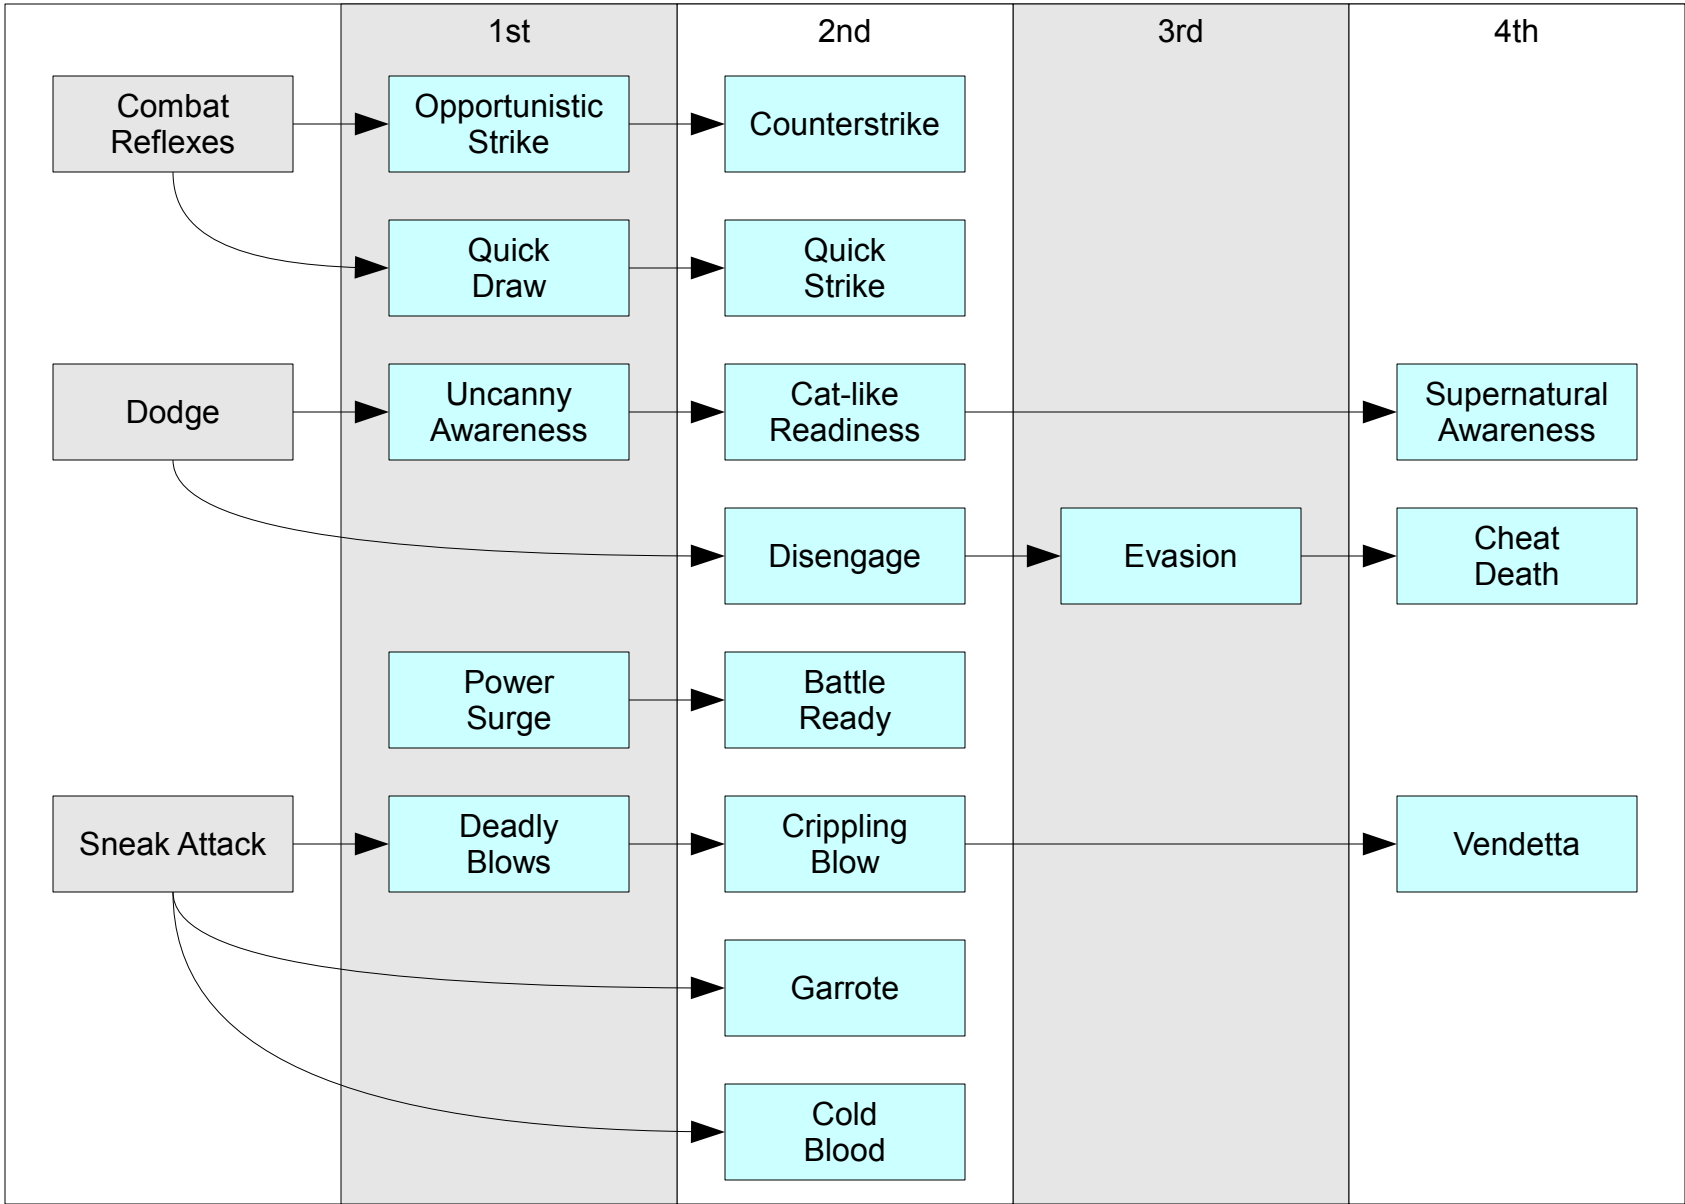 1st
2nd
3rd
4th
Combat
Reflexes
Opportunistic
Strike
Counterstrike
Quick
Draw
Quick
Strike
Dodge
Uncanny
Awareness
Cat-like
Readiness
Supernatural
Awareness
Disengage
Evasion
Cheat
Death
Power
Surge
Battle
Ready
Sneak Attack
Deadly
Blows
Crippling
Blow
Vendetta
Garrote
Cold
Blood